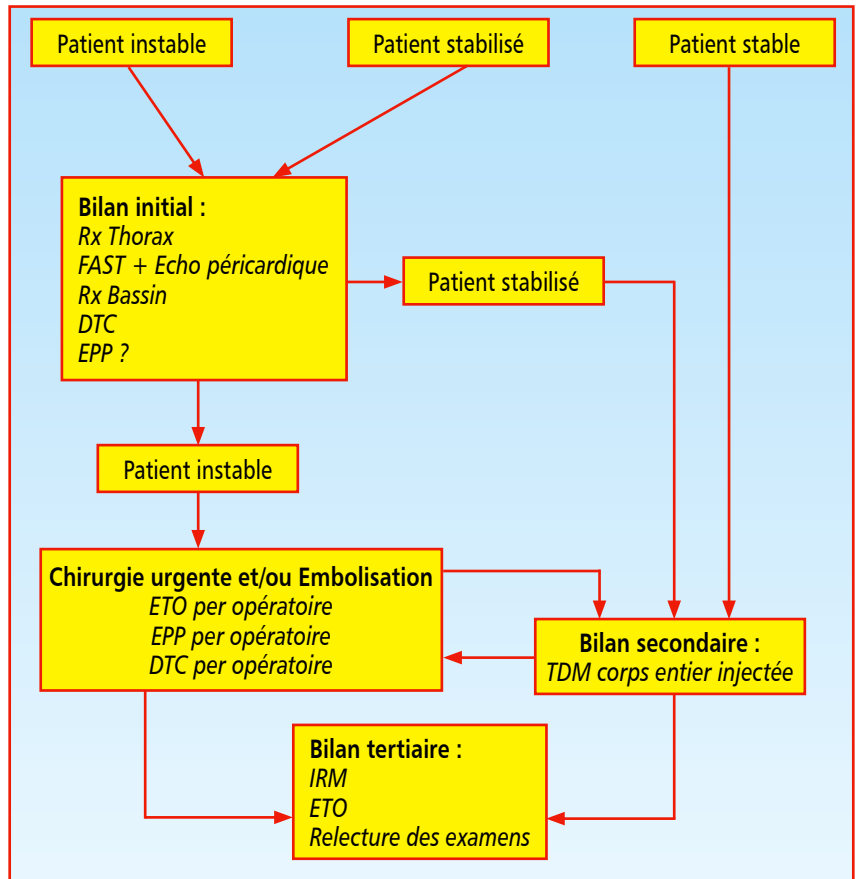 Patient instable
Patient stabilisé
Patient stable
Bilan initial :
Rx Thorax
FAST + Echo péricardique
Rx Bassin
DTC
EPP ?
Patient stabilisé
Patient instable
Chirurgie urgente et/ou Embolisation
ETO per opératoire
EPP per opératoire
DTC per opératoire
Bilan secondaire :
TDM corps entier injectée
Bilan tertiaire :
IRM
ETO
Relecture des examens